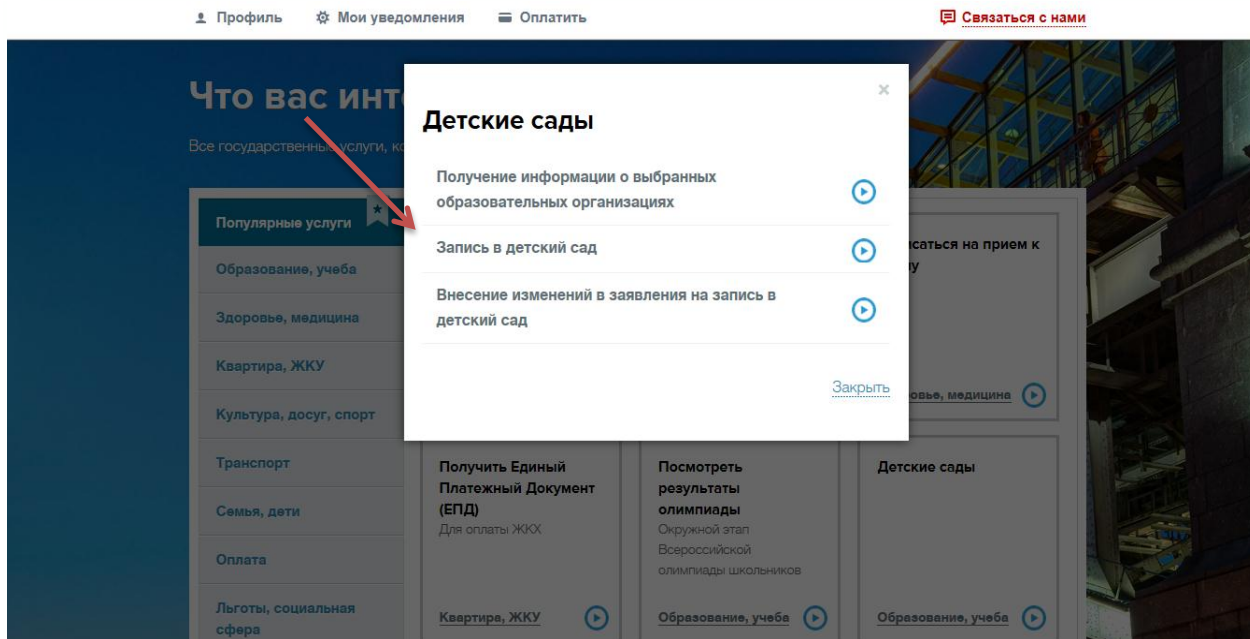 Профиль
Мои уведомления
Оплатить
Связаться с нами
Что вас инт
Все государственные услуги, ко
Детские сады
Получение информации о выбранных
образовательных организациях
Запись в детский сад
Внесение изменений в заявления на запись в
детский сад
Закрыть
Популярные услуги
Образование, учеба
Здоровье, медицина
Квартира, ЖКУ
Культура, досуг, спорт
Транспорт
Семья, дети
Оплата
Льготы, социальная
сфера
исаться на прием к
у
овье, медицина
Получить Единый
Платежный Документ
(ЕПД)
Для оплаты ЖКХ
Квартира, ЖКУ
Посмотреть
результаты
олимпиады
Окружной этап
Всероссийской
олимпиады школьников
Образование, учеба
Детские сады
Образование, учеба